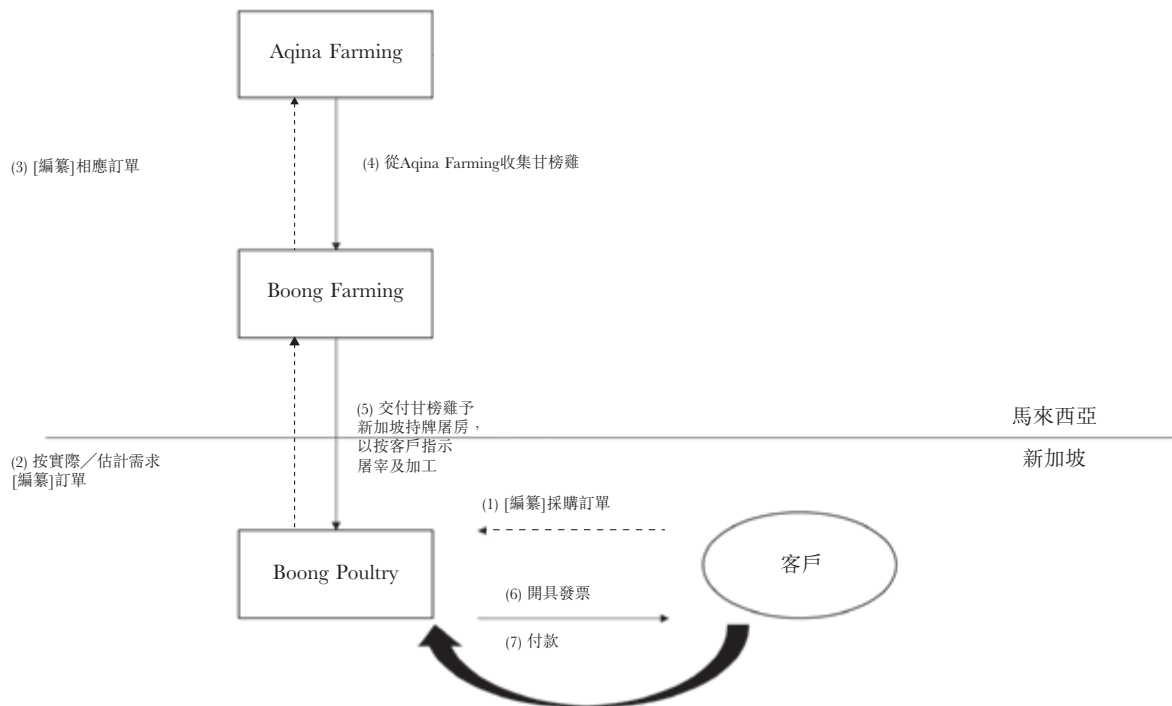 Aqina Farming
(3) [編纂]相應訂單
(4) 從Aqina Farming收集甘榜雞
Boong Farming
(5) 交付甘榜雞予
新加坡持牌屠房，
以按客戶指示
屠宰及加工
馬來西亞
新加坡
(2) 按實際／估計需求
[編纂]訂單
(1) [編纂]採購訂單
Boong Poultry
客戶
(6) 開具發票
(7) 付款